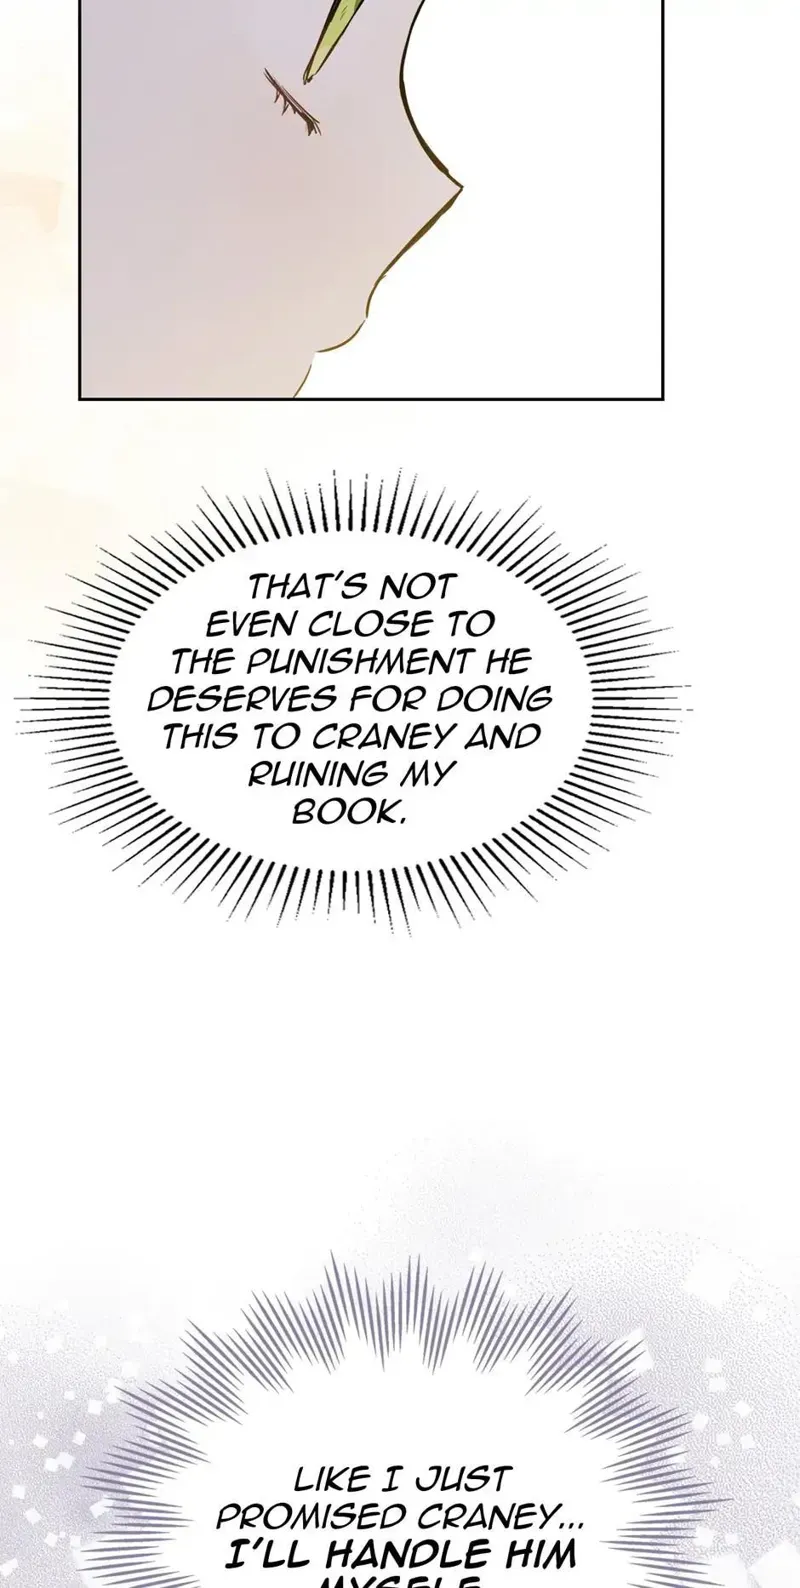 THAT'S NOT
EVEN CLOSE TO
THE PUNISHMENT HE
DESERVES FOR DOING
THIS TO CRANEY AND
RUINING MY
BOOK.
LIKE I JUST
PROMISED CRANEY...
I'LL HANDLE HIM
MYSELF